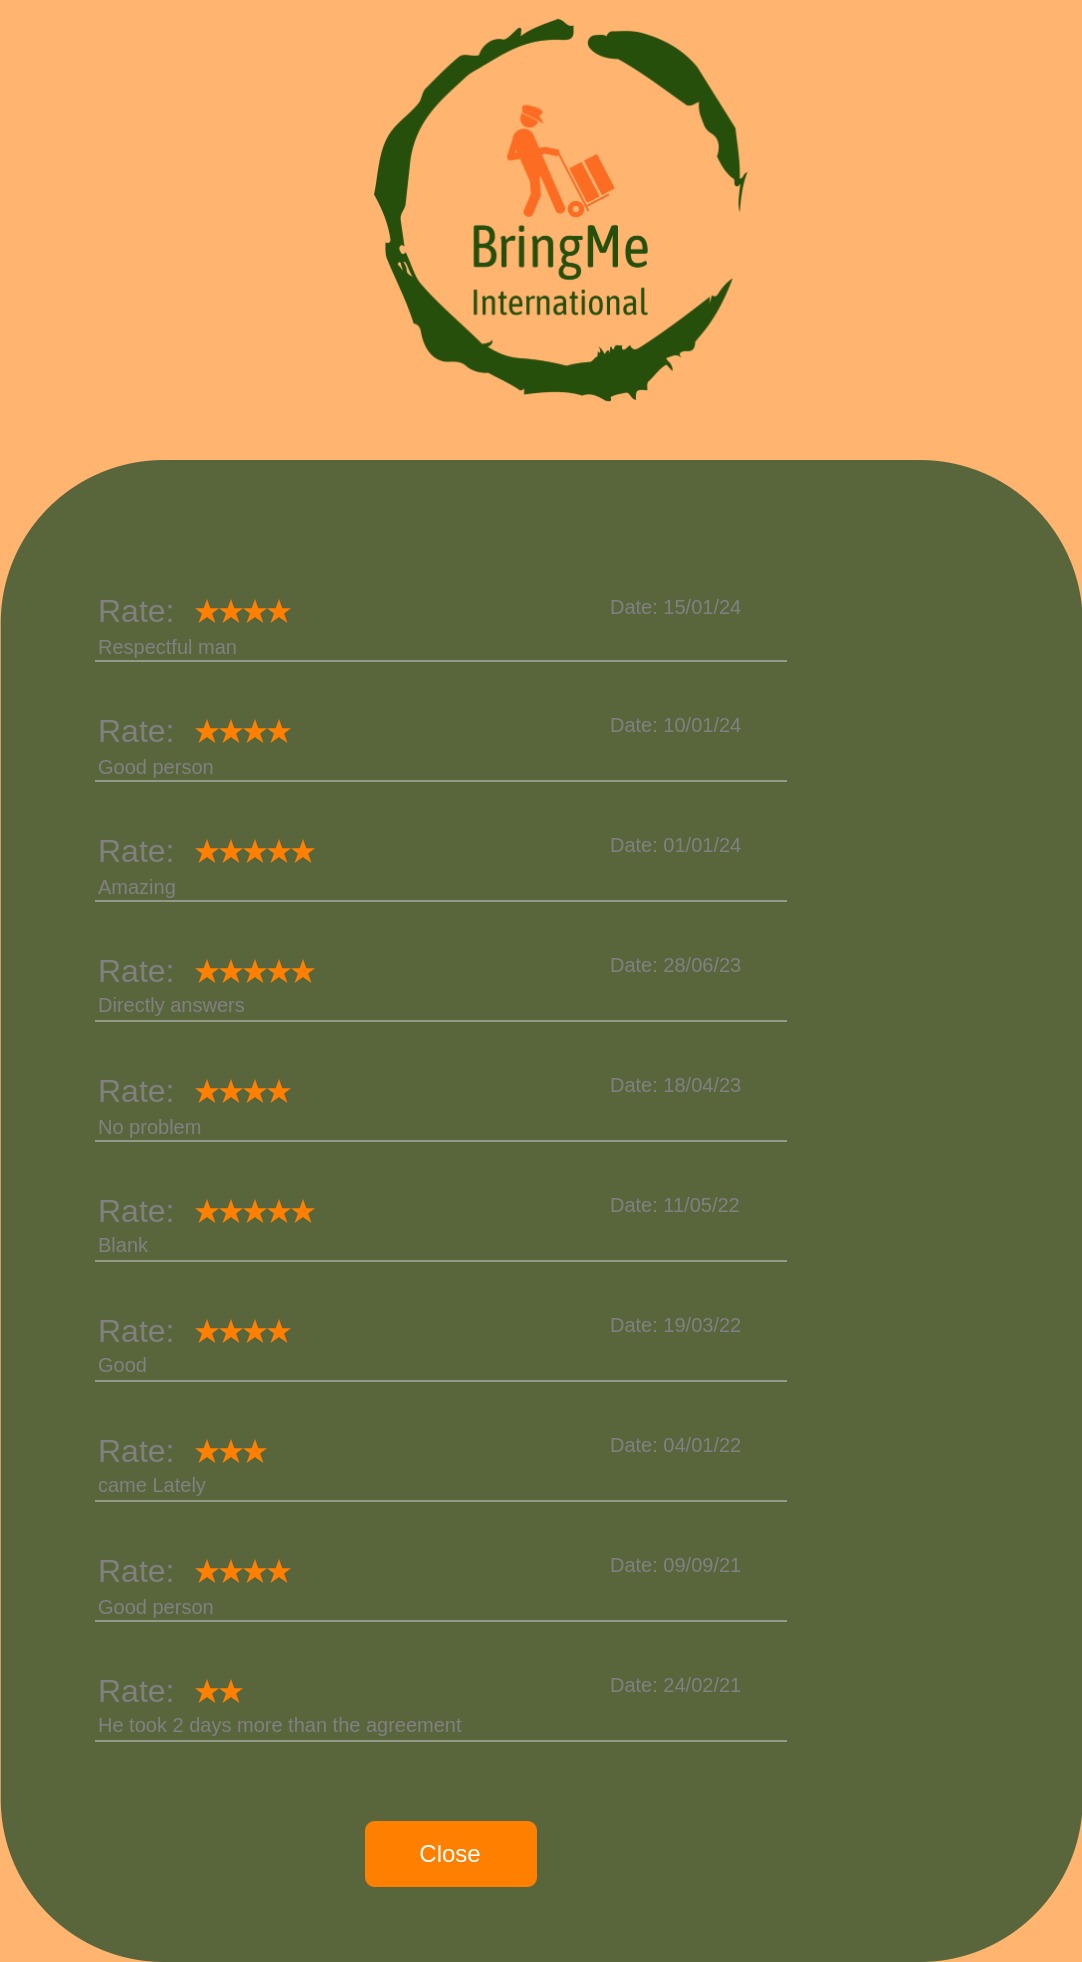 BringMe
International
Rate: ★★★★ Date: 15/01/24
Respectful man
Rate: ★★★★ Date: 10/01/24
Good person
Rate: ★★★★★ Date: 01/01/24
Amazing
Rate: ★★★★★ Date: 28/06/23
Directly answers
Rate: ★★★★ Date: 18/04/23
No problem
Rate: ★★★★★ Date: 11/05/22
Blank
Rate: ★★★★ Date: 19/03/22
Good
Rate: ★★★ Date: 04/01/22
came Lately
Rate: ★★★★ Date: 09/09/21
Good person
Rate: ★★ Date: 24/02/21
He took 2 days more than the agreement
Close